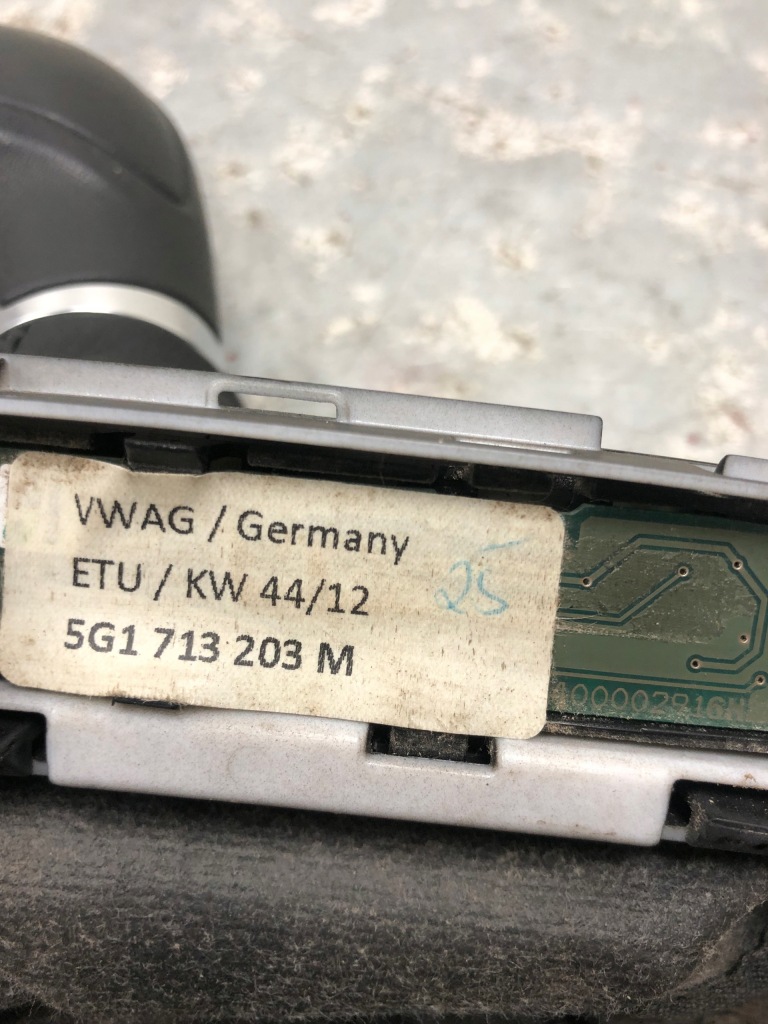 VWAG / Germany
ETU / KW 44/12
25
5G1 713 203 M